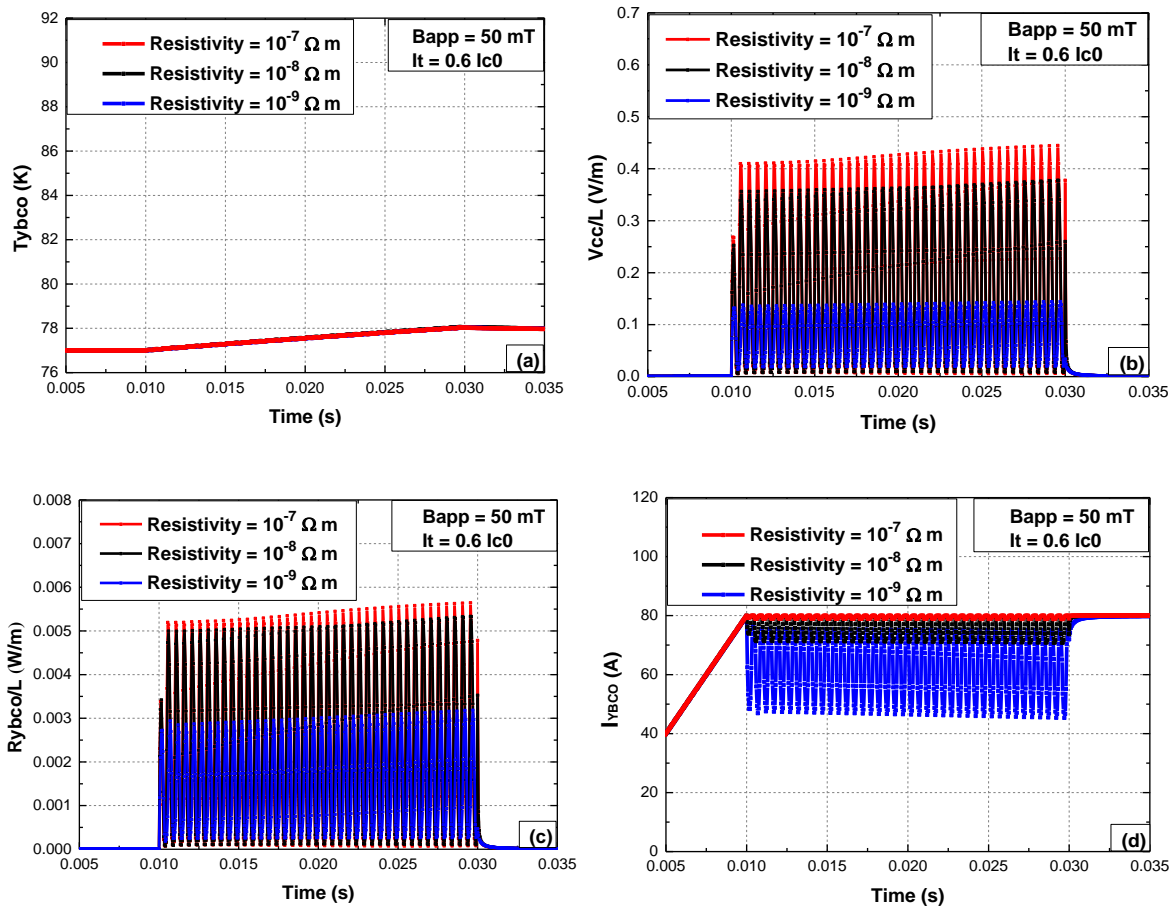 92
90
88
86
84
82
80
78
76
Tybco (K)
Resistivity = 10⁻⁷ Ω m
Resistivity = 10⁻⁸ Ω m
Resistivity = 10⁻⁹ Ω m
Bapp = 50 mT
It = 0.6 Ic0
(a)
0.005 0.010 0.015 0.020 0.025 0.030 0.035
Time (s)
0.7
0.6
0.5
0.4
0.3
0.2
0.1
0.0
Vcc/L (V/m)
Resistivity = 10⁻⁷ Ω m
Resistivity = 10⁻⁸ Ω m
Resistivity = 10⁻⁹ Ω m
Bapp = 50 mT
It = 0.6 Ic0
(b)
0.005 0.010 0.015 0.020 0.025 0.030 0.035
Time (s)
0.008
0.007
0.006
0.005
0.004
0.003
0.002
0.001
0.000
Rybco/L (W/m)
Resistivity = 10⁻⁷ Ω m
Resistivity = 10⁻⁸ Ω m
Resistivity = 10⁻⁹ Ω m
Bapp = 50 mT
It = 0.6 Ic0
(c)
0.005 0.010 0.015 0.020 0.025 0.030 0.035
Time (s)
120
100
80
60
40
20
0
I_YBCO (A)
Resistivity = 10⁻⁷ Ω m
Resistivity = 10⁻⁸ Ω m
Resistivity = 10⁻⁹ Ω m
Bapp = 50 mT
It = 0.6 Ic0
(d)
0.005 0.010 0.015 0.020 0.025 0.030 0.035
Time (s)